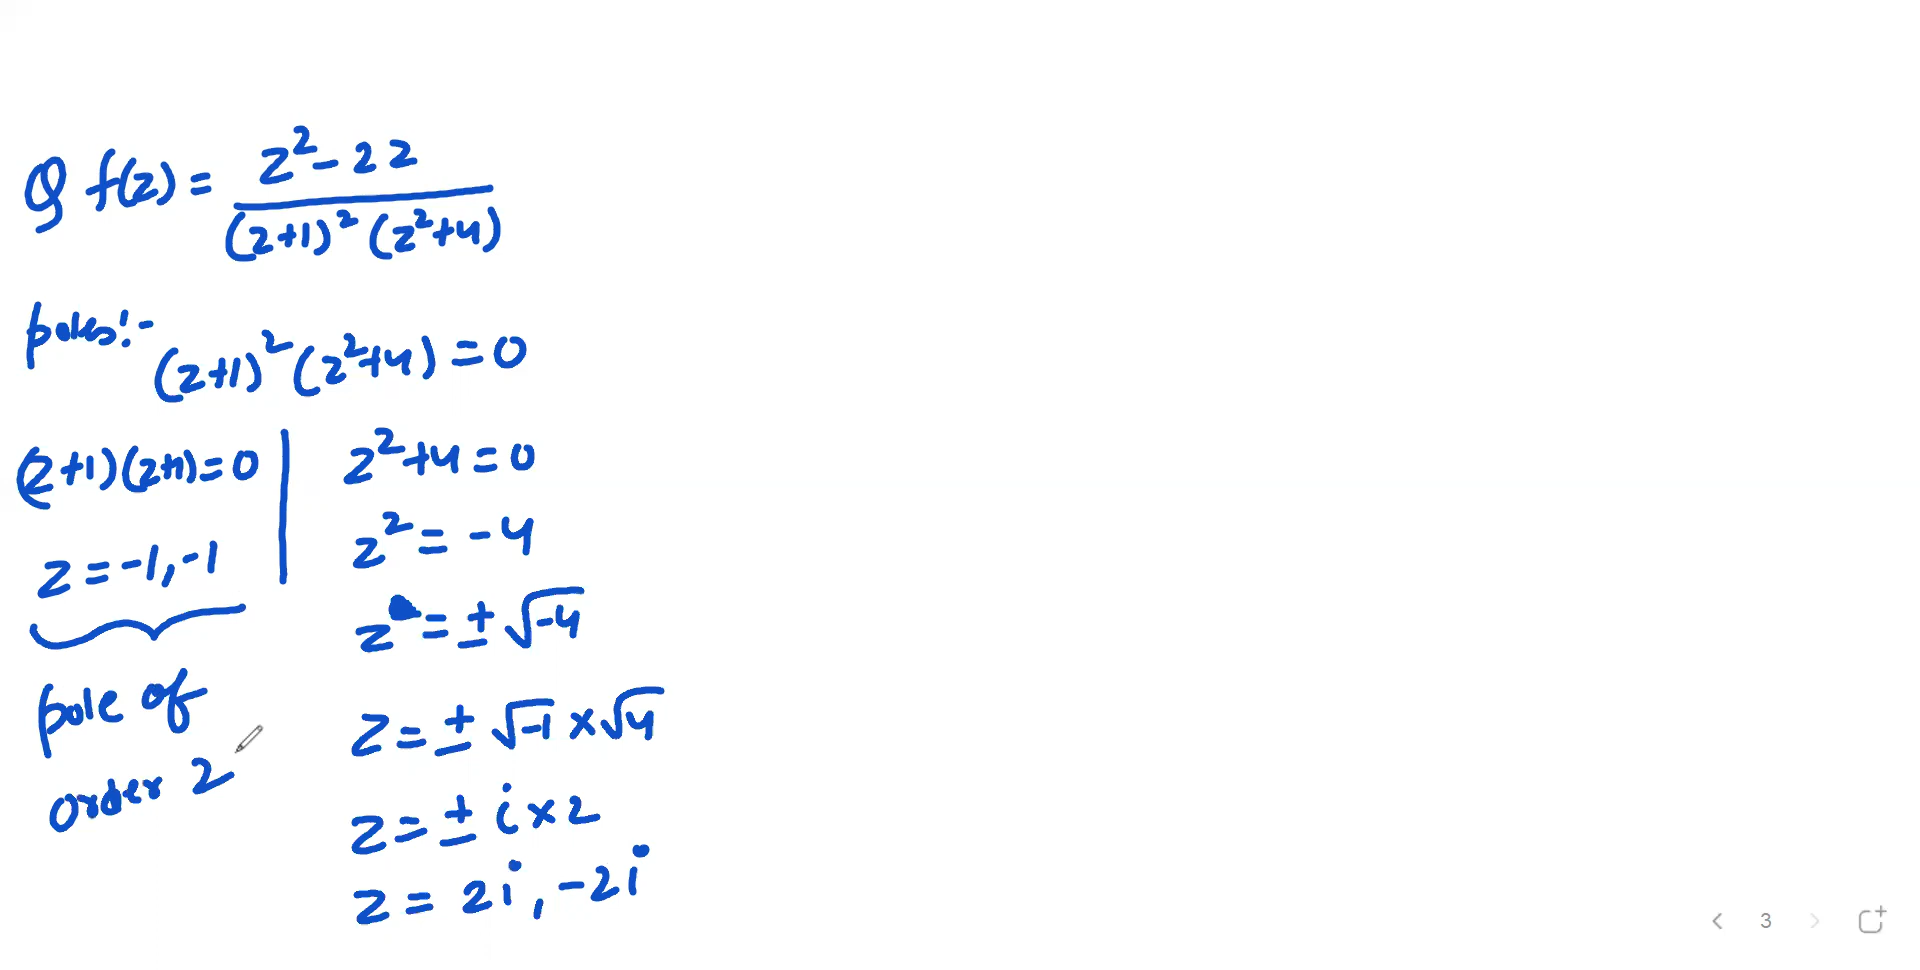 Q f(z) = z² - 2z / (z+1)² (z²+4)
poles:-
(z+1)² (z²+4) = 0
(z+1)(z+1)=0
z = -1, -1
pole of
order 2
z²+4 = 0
z² = -4
z = ± √-4
z = ± √-1 × √4
z = ± i × 2
z = 2i, -2i
3